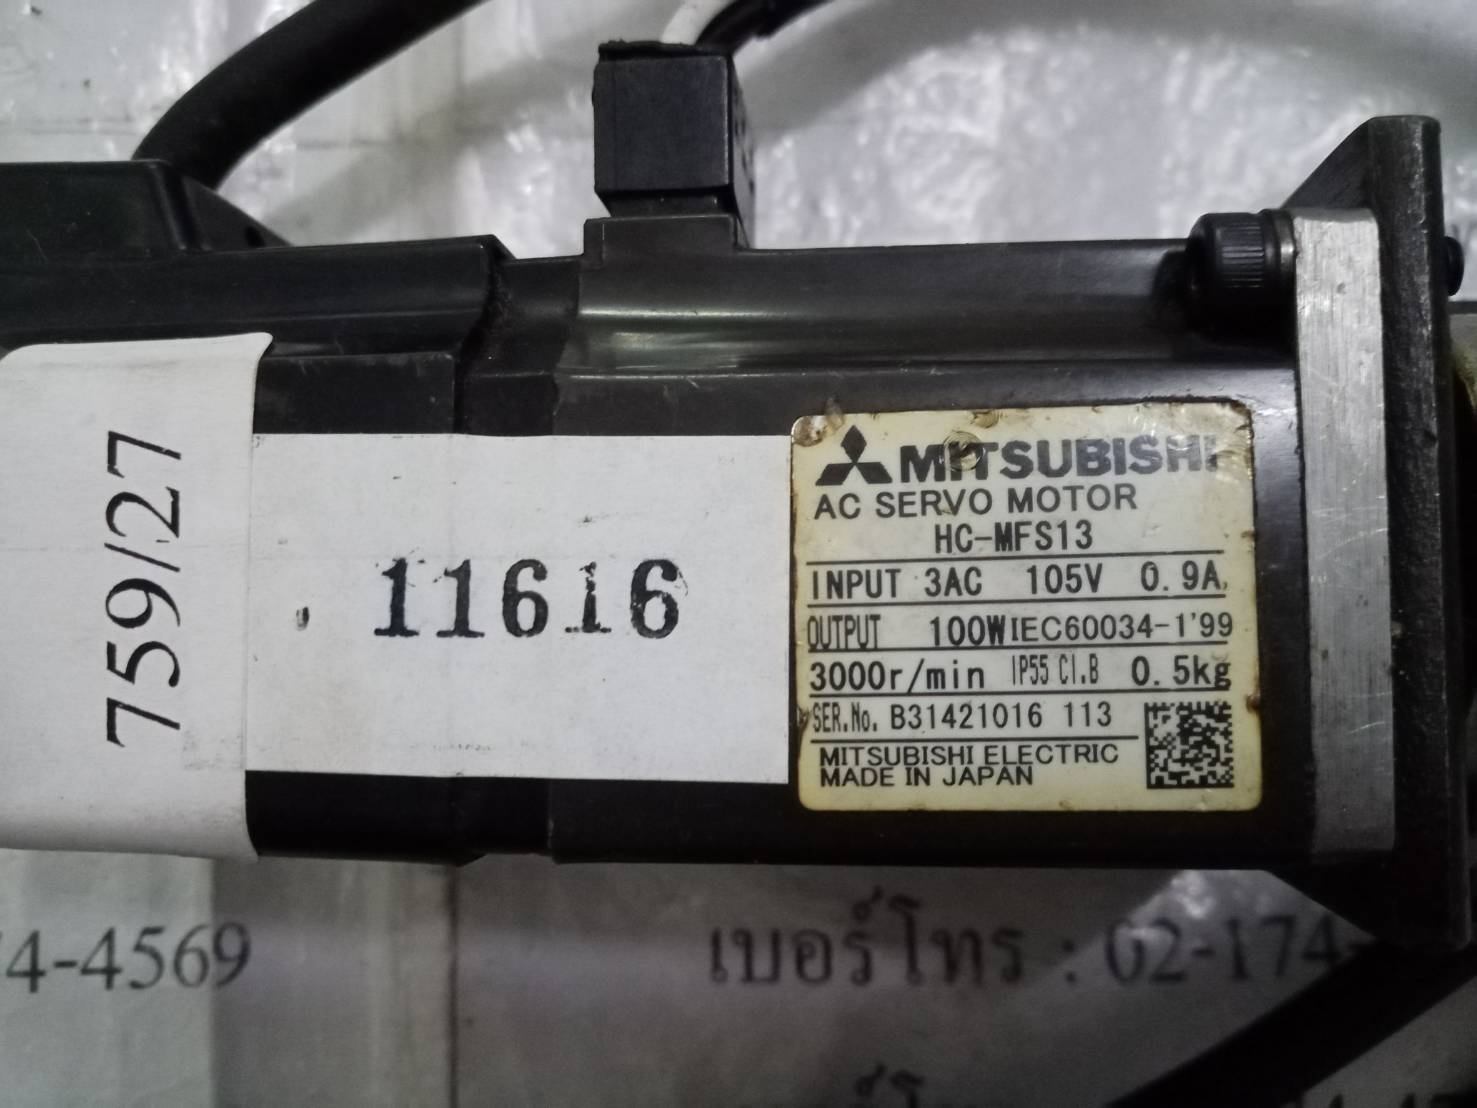 759/27
11616
MITSUBISHI
AC SERVO MOTOR
HC-MFS13
INPUT 3AC 105V 0.9A
OUTPUT 100W IEC60034-1'99
3000r/min IP55 CI.B 0.5kg
SER.No. B31421016 113
MITSUBISHI ELECTRIC
MADE IN JAPAN
4-4569
เบอร์โทร : 02-174-